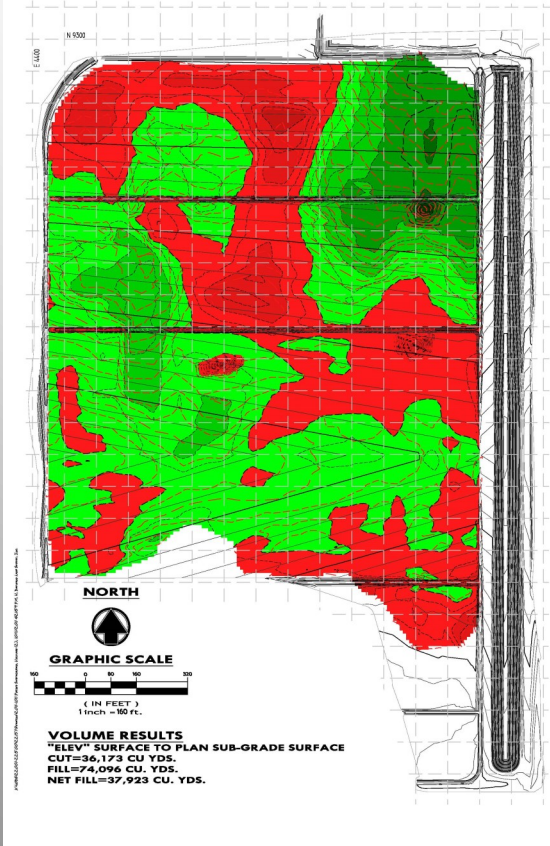 N 9300
E 4400
NORTH
GRAPHIC SCALE
160 0 80 160 320
( IN FEET )
1 inch = 160 ft.
VOLUME RESULTS
"ELEV" SURFACE TO PLAN SUB-GRADE SURFACE
CUT=36,173 CU YDS.
FILL=74,096 CU. YDS.
NET FILL=37,923 CU. YDS.